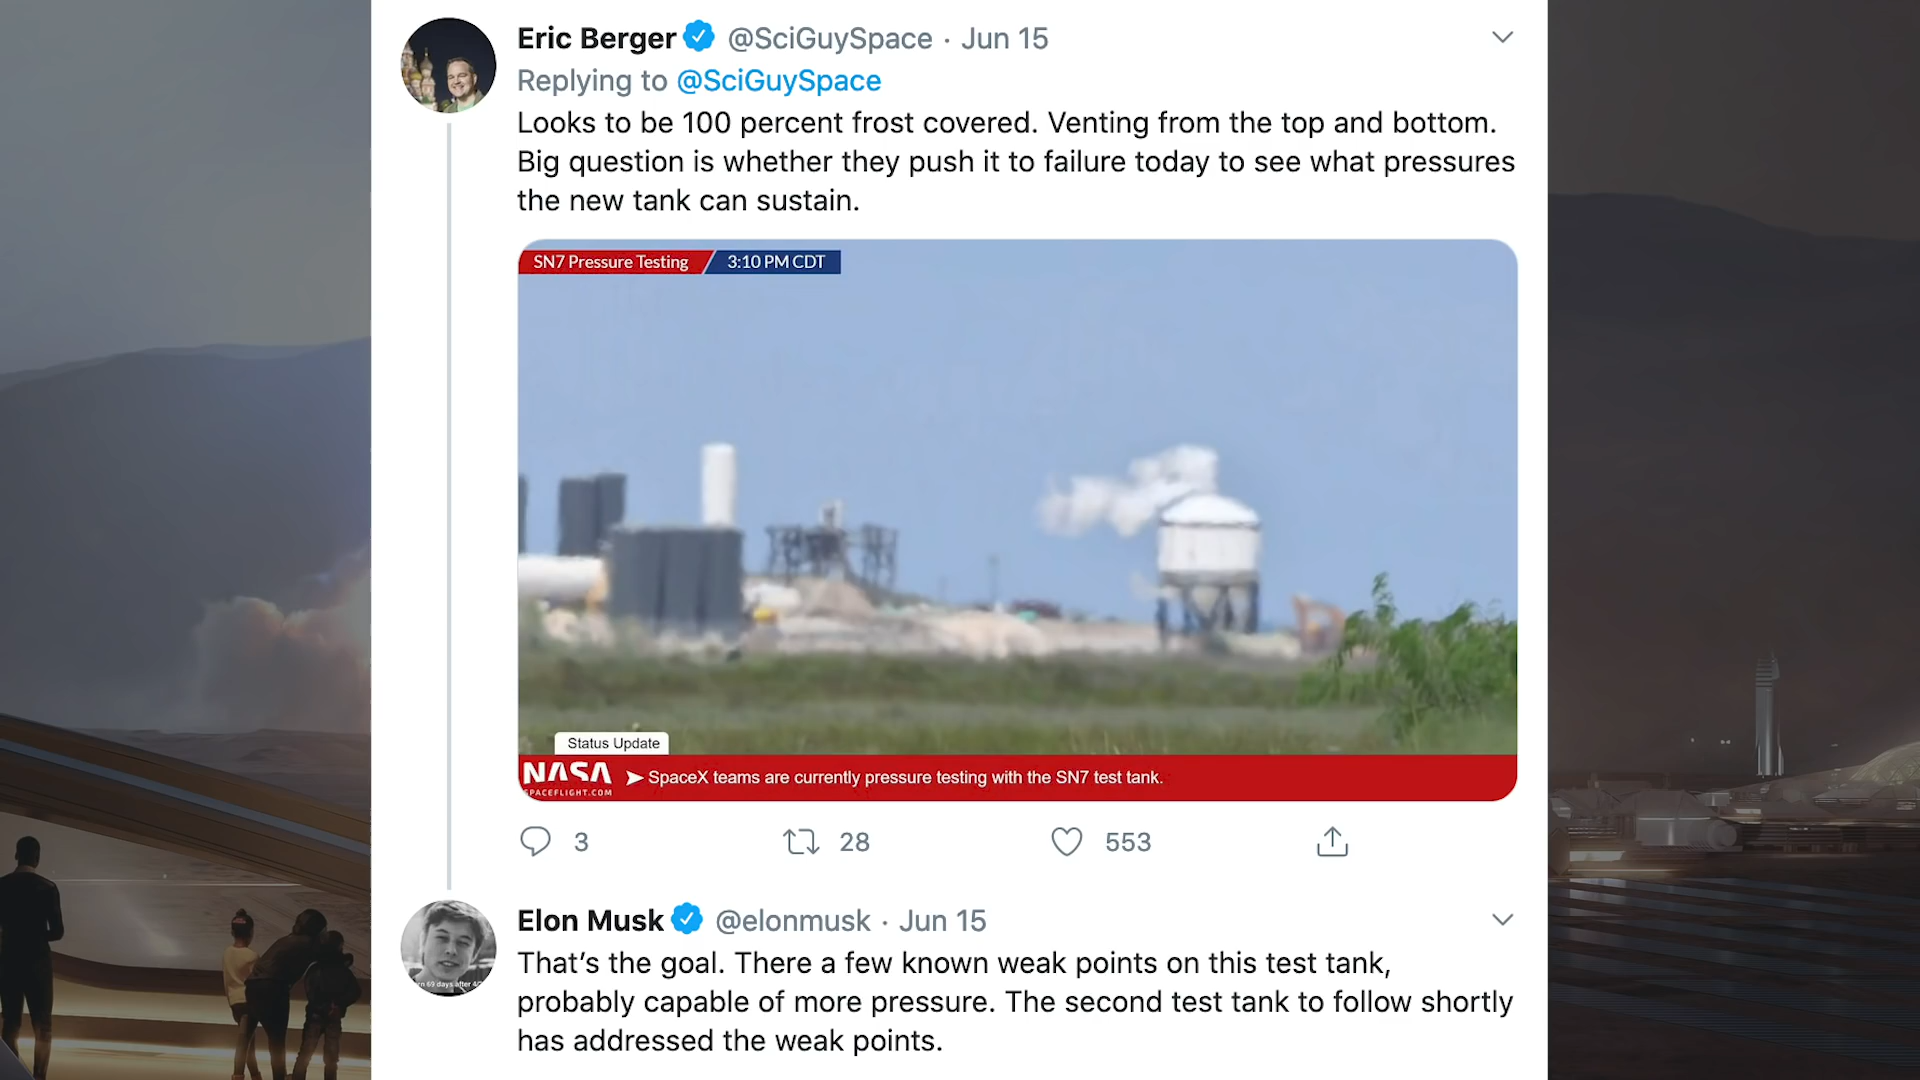 Eric Berger @SciGuySpace · Jun 15
Replying to @SciGuySpace
Looks to be 100 percent frost covered. Venting from the top and bottom.
Big question is whether they push it to failure today to see what pressures
the new tank can sustain.
SN7 Pressure Testing 3:10 PM CDT
Status Update
NASA
SPACEFLIGHT.COM
SpaceX teams are currently pressure testing with the SN7 test tank.
3 28 553
Elon Musk @elonmusk · Jun 15
That’s the goal. There a few known weak points on this test tank,
probably capable of more pressure. The second test tank to follow shortly
has addressed the weak points.
69 days after